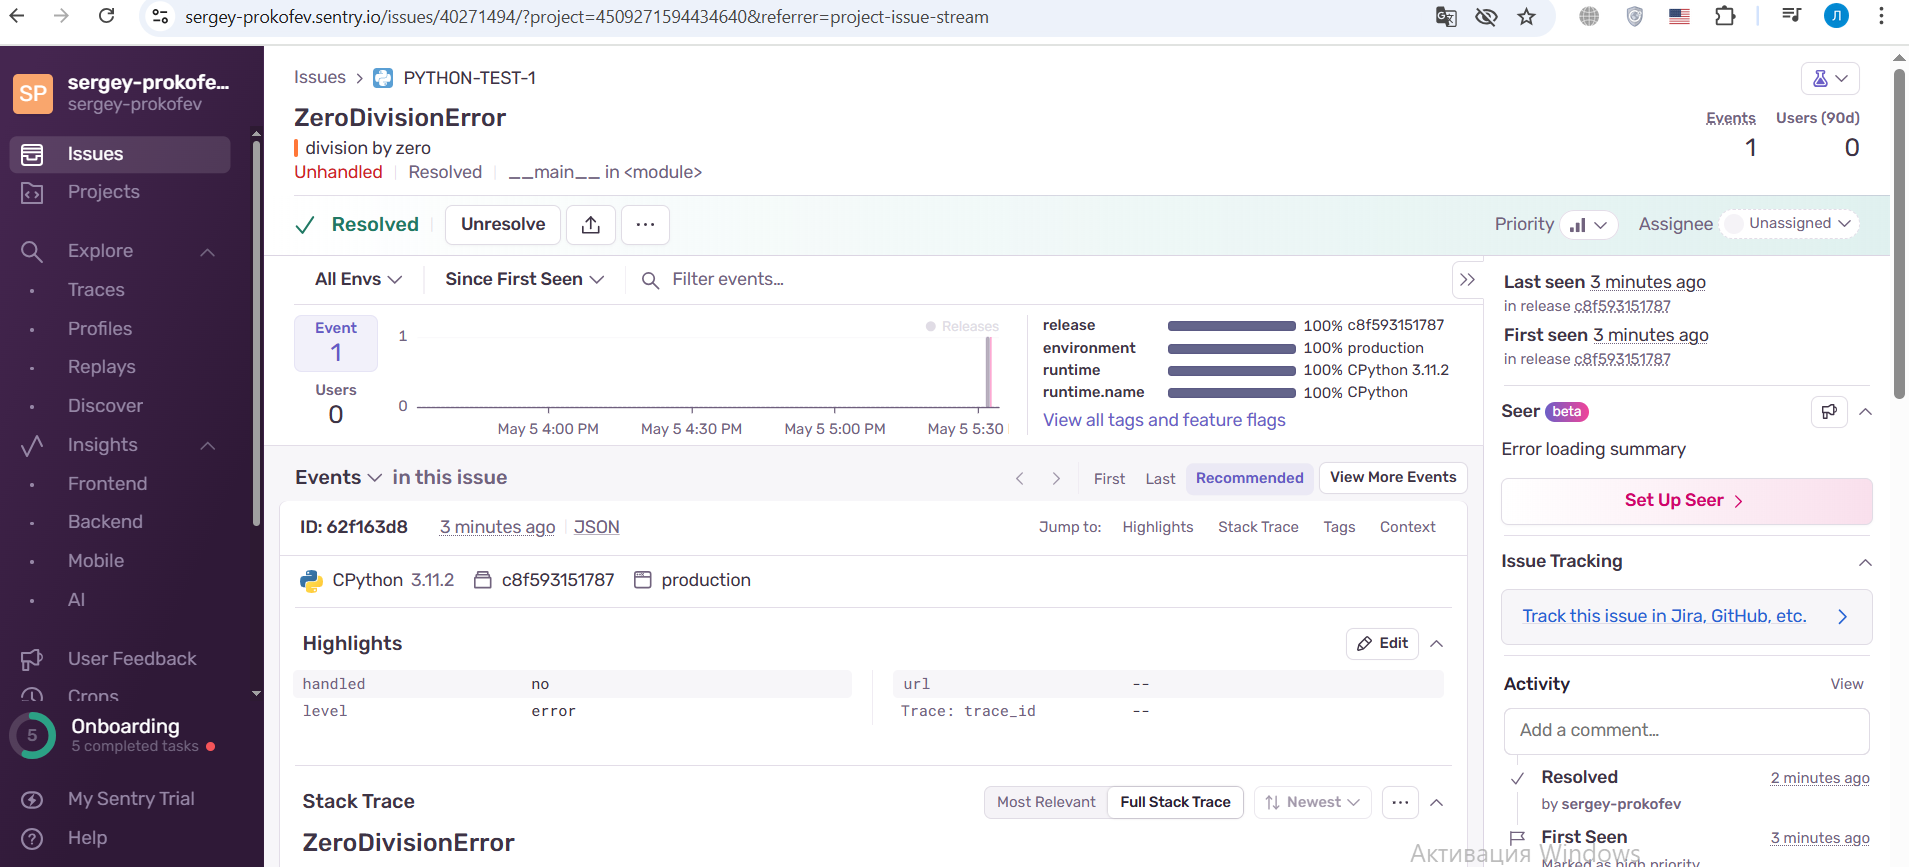 sergey-prokofev.sentry.io/issues/40271494/?project=4509271594434640&referrer=project-issue-stream
Л
SP
sergey-prokofe...
sergey-prokofev
Issues
Projects
Explore
Traces
Profiles
Replays
Discover
Insights
Frontend
Backend
Mobile
AI
User Feedback
Crons
5
Onboarding
5 completed tasks
My Sentry Trial
Help
Issues > PYTHON-TEST-1
ZeroDivisionError
division by zero
Unhandled Resolved __main__ in <module>
Events Users (90d)
1 0
Resolved Unresolve ...
Priority Assignee Unassigned
All Envs Since First Seen Filter events...
Event
1
Users
0
Releases
1
0
May 5 4:00 PM May 5 4:30 PM May 5 5:00 PM May 5 5:30
release 100% c8f593151787
environment 100% production
runtime 100% CPython 3.11.2
runtime.name 100% CPython
View all tags and feature flags
Events in this issue
First Last Recommended View More Events
ID: 62f163d8 3 minutes ago JSON
Jump to: Highlights Stack Trace Tags Context
CPython 3.11.2 c8f593151787 production
Highlights
Edit
handled no
level error
url --
Trace: trace_id --
Stack Trace
Most Relevant Full Stack Trace Newest ...
ZeroDivisionError
Last seen 3 minutes ago
in release c8f593151787
First seen 3 minutes ago
in release c8f593151787
Seer beta
Error loading summary
Set Up Seer >
Issue Tracking
Track this issue in Jira, GitHub, etc.
Activity View
Add a comment...
Resolved 2 minutes ago
by sergey-prokofev
First Seen 3 minutes ago
Marked as high priority
Активация Windows